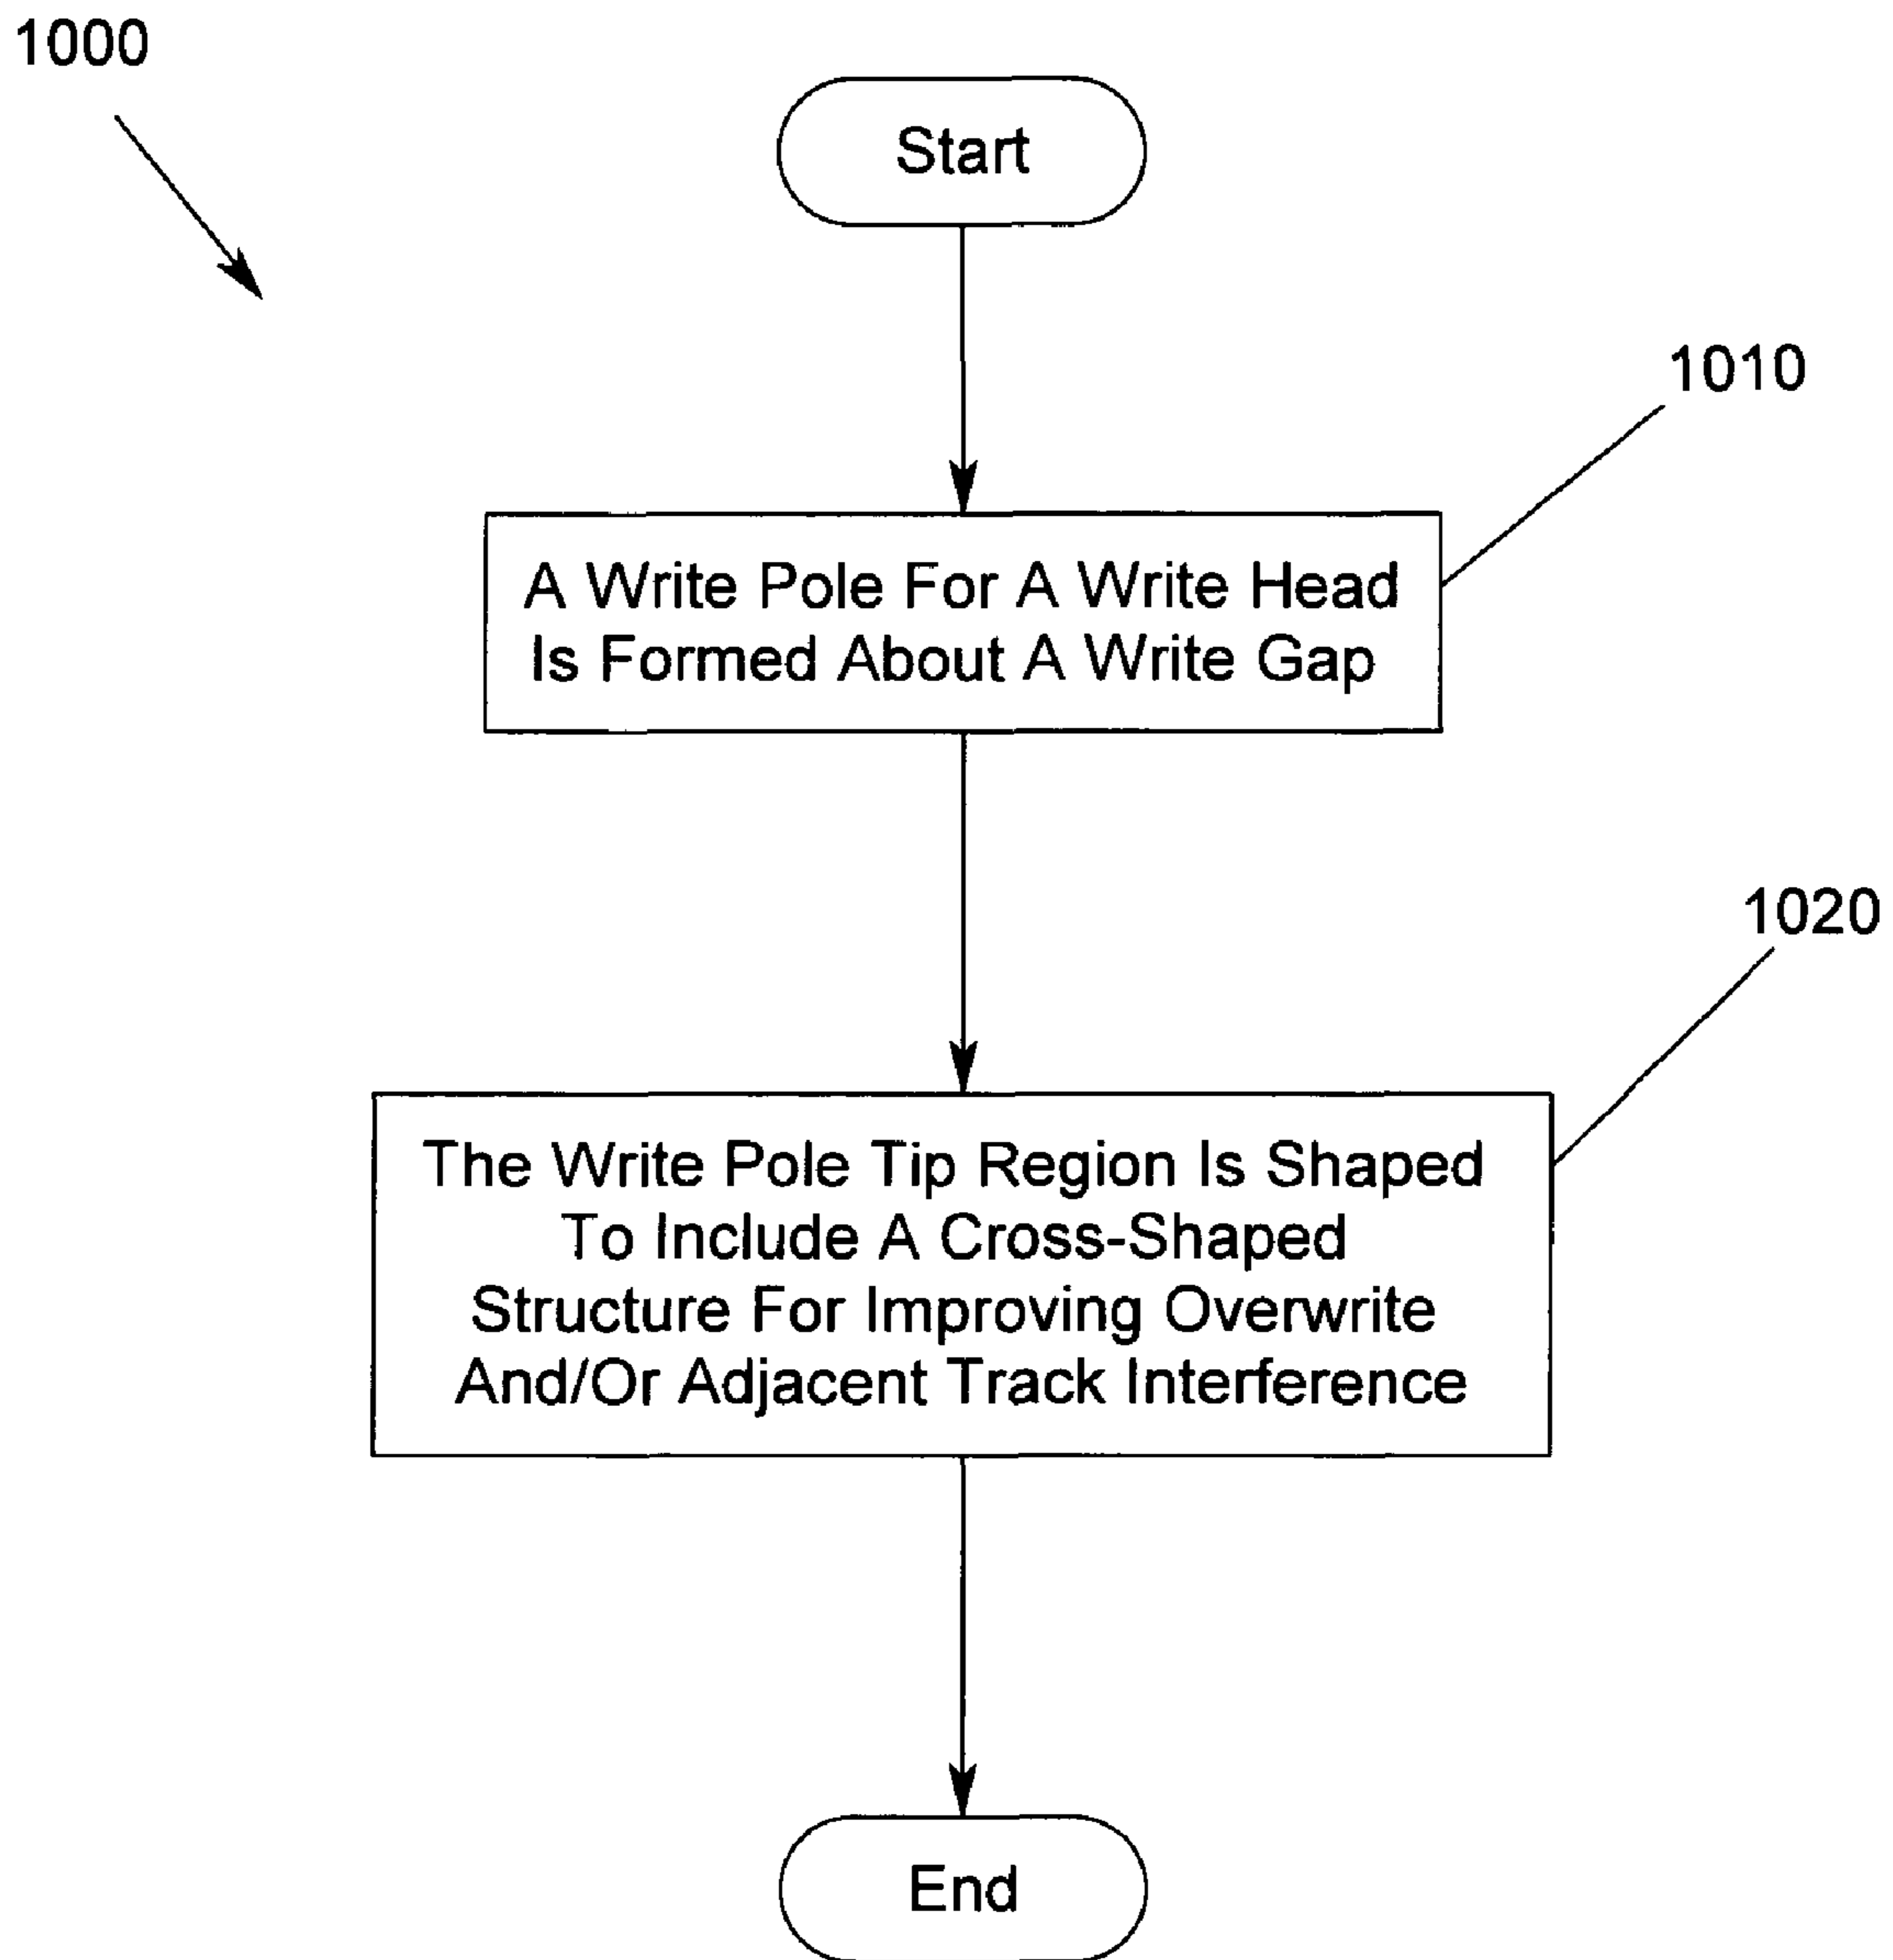 1000
Start
1010
A Write Pole For A Write Head
Is Formed About A Write Gap
1020
The Write Pole Tip Region Is Shaped
To Include A Cross-Shaped
Structure For Improving Overwrite
And/Or Adjacent Track Interference
End